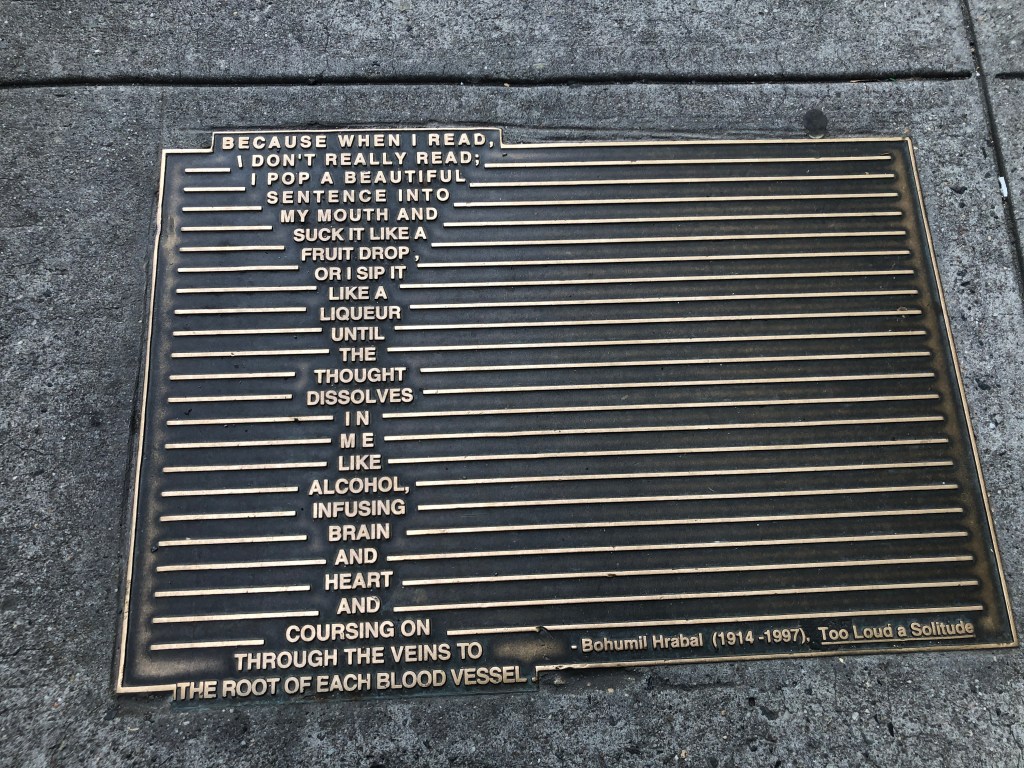 BECAUSE WHEN I READ,
I DON'T REALLY READ;
I POP A BEAUTIFUL
SENTENCE INTO
MY MOUTH AND
SUCK IT LIKE A
FRUIT DROP ,
OR I SIP IT
LIKE A
LIQUEUR
UNTIL
THE
THOUGHT
DISSOLVES
IN
ME
LIKE
ALCOHOL,
INFUSING
BRAIN
AND
HEART
AND
COURSING ON
THROUGH THE VEINS TO
THE ROOT OF EACH BLOOD VESSEL
- Bohumil Hrabal (1914 -1997), Too Loud a Solitude